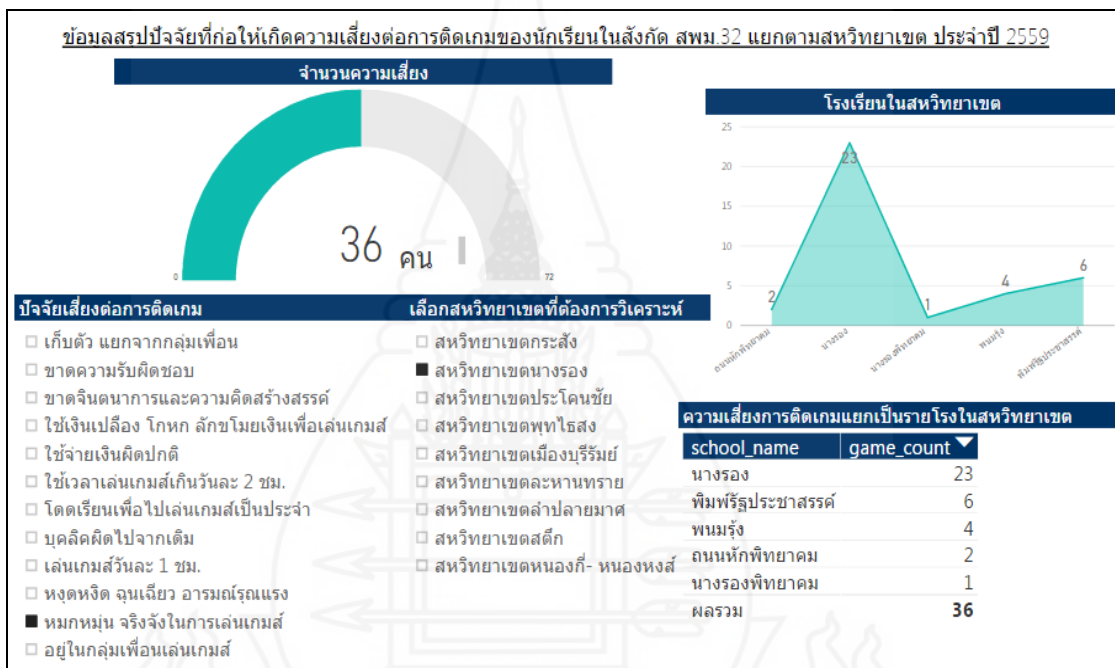 ข้อมูลสรุปปัจจัยที่ก่อให้เกิดความเสี่ยงต่อการติดเกมของนักเรียนในสังกัด สพม.32 แยกตามสหวิทยาเขต ประจำปี 2559
จำนวนความเสี่ยง
36 คน
0
72
โรงเรียนในสหวิทยาเขต
25
20
15
10
5
0
2
23
1
4
6
ถนนหักพิทยาคม
นางรอง
นางรองพิทยาคม
พนมรุ้ง
พิมพ์รัฐประชาสรรค์
ปัจจัยเสี่ยงต่อการติดเกม
เก็บตัว แยกจากกลุ่มเพื่อน
ขาดความรับผิดชอบ
ขาดจินตนาการและความคิดสร้างสรรค์
ใช้เงินเปลือง โกหก ลักขโมยเงินเพื่อเล่นเกมส์
ใช้จ่ายเงินผิดปกติ
ใช้เวลาเล่นเกมส์เกินวันละ 2 ชม.
โดดเรียนเพื่อไปเล่นเกมส์เป็นประจำ
บุคลิคผิดไปจากเดิม
เล่นเกมส์วันละ 1 ชม.
หงุดหงิด ฉุนเฉียว อารมณ์รุณแรง
หมกหมุ่น จริงจังในการเล่นเกมส์
อยู่ในกลุ่มเพื่อนเล่นเกมส์
เลือกสหวิทยาเขตที่ต้องการวิเคราะห์
สหวิทยาเขตกระสัง
สหวิทยาเขตนางรอง
สหวิทยาเขตประโคนชัย
สหวิทยาเขตพุทไธสง
สหวิทยาเขตเมืองบุรีรัมย์
สหวิทยาเขตละหานทราย
สหวิทยาเขตลำปลายมาศ
สหวิทยาเขตสตึก
สหวิทยาเขตหนองกี่- หนองหงส์
ความเสี่ยงการติดเกมแยกเป็นรายโรงในสหวิทยาเขต
school_name game_count
นางรอง 23
พิมพ์รัฐประชาสรรค์ 6
พนมรุ้ง 4
ถนนหักพิทยาคม 2
นางรองพิทยาคม 1
ผลรวม 36